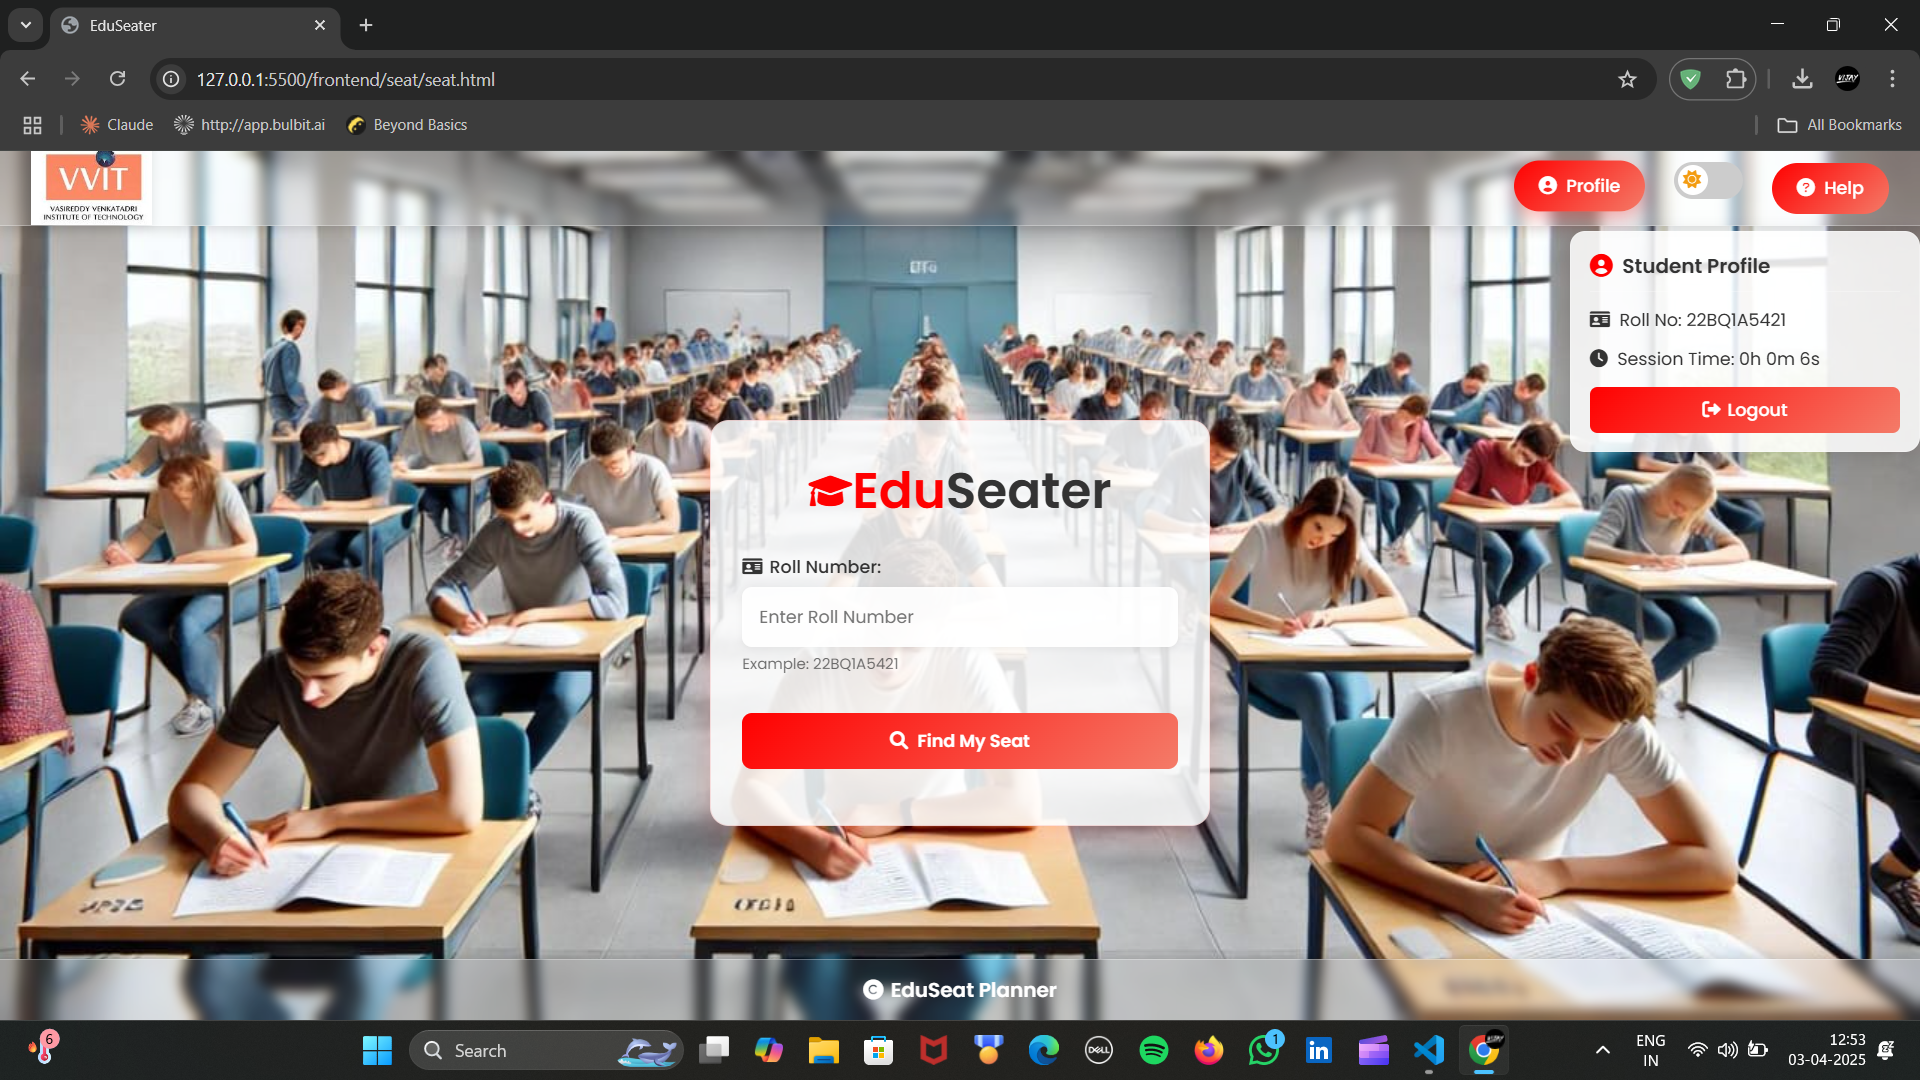 EduSeater
127.0.0.1:5500/frontend/seat/seat.html
Claude
http://app.bulbit.ai
Beyond Basics
All Bookmarks
VVIT
VASIREDDY VENKATADRI
INSTITUTE OF TECHNOLOGY
Profile
Help
Student Profile
Roll No: 22BQ1A5421
Session Time: 0h 0m 6s
Logout
EduSeater
Roll Number:
Enter Roll Number
Example: 22BQ1A5421
Find My Seat
© EduSeat Planner
6
Search
DELL
1
ENG
IN
12:53
03-04-2025